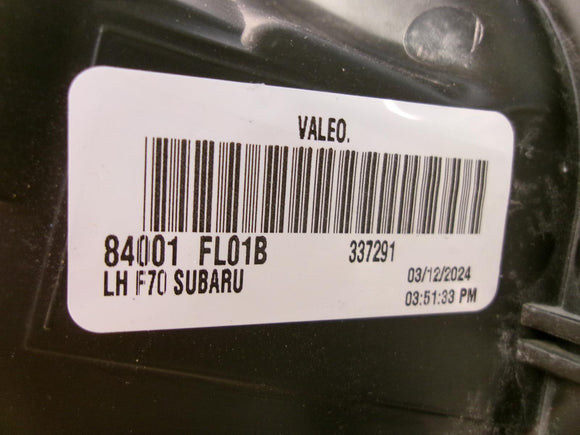 VALEO.
84001 FL01B 337291
LH F70 SUBARU
03/12/2024
03:51:33 PM